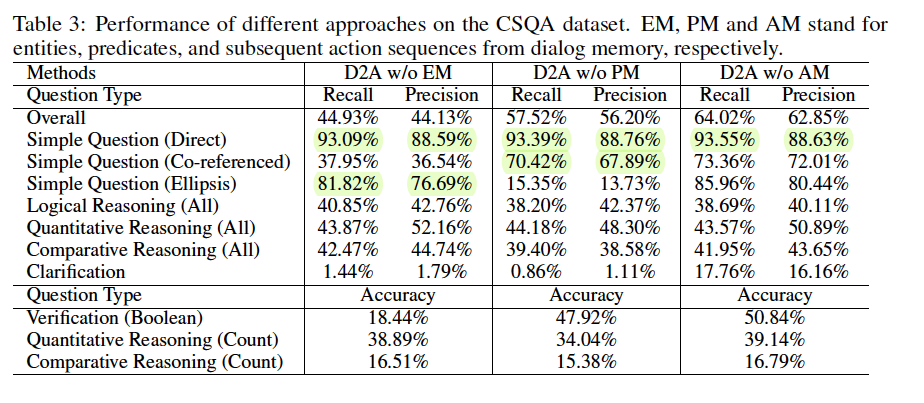 Table 3: Performance of different approaches on the CSQA dataset. EM, PM and AM stand for
entities, predicates, and subsequent action sequences from dialog memory, respectively.
Methods D2A w/o EM D2A w/o PM D2A w/o AM
Question Type Recall Precision Recall Precision Recall Precision
Overall 44.93% 44.13% 57.52% 56.20% 64.02% 62.85%
Simple Question (Direct) 93.09% 88.59% 93.39% 88.76% 93.55% 88.63%
Simple Question (Co-referenced) 37.95% 36.54% 70.42% 67.89% 73.36% 72.01%
Simple Question (Ellipsis) 81.82% 76.69% 15.35% 13.73% 85.96% 80.44%
Logical Reasoning (All) 40.85% 42.76% 38.20% 42.37% 38.69% 40.11%
Quantitative Reasoning (All) 43.87% 52.16% 44.18% 48.30% 43.57% 50.89%
Comparative Reasoning (All) 42.47% 44.74% 39.40% 38.58% 41.95% 43.65%
Clarification 1.44% 1.79% 0.86% 1.11% 17.76% 16.16%
Question Type Accuracy Accuracy Accuracy
Verification (Boolean) 18.44% 47.92% 50.84%
Quantitative Reasoning (Count) 38.89% 34.04% 39.14%
Comparative Reasoning (Count) 16.51% 15.38% 16.79%